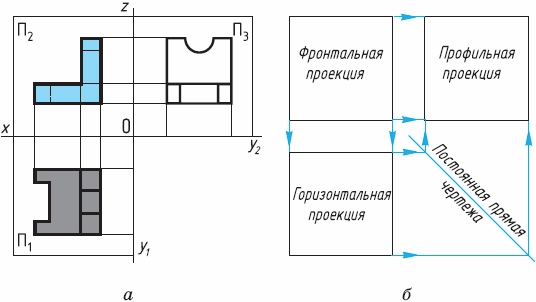 z
П₂
П₃
x
0
y₂
П₁
y₁
а
Фронтальная
проекция
Профильная
проекция
Горизонтальная
проекция
Постоянная прямая
чертежа
б